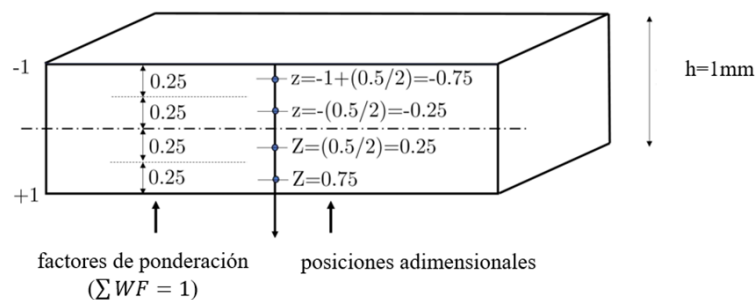 -1
0.25
z=-1+(0.5/2)=-0.75
h=1mm
0.25
z=-(0.5/2)=-0.25
0.25
Z=(0.5/2)=0.25
0.25
Z=0.75
+1
factores de ponderación
(∑ WF = 1)
posiciones adimensionales